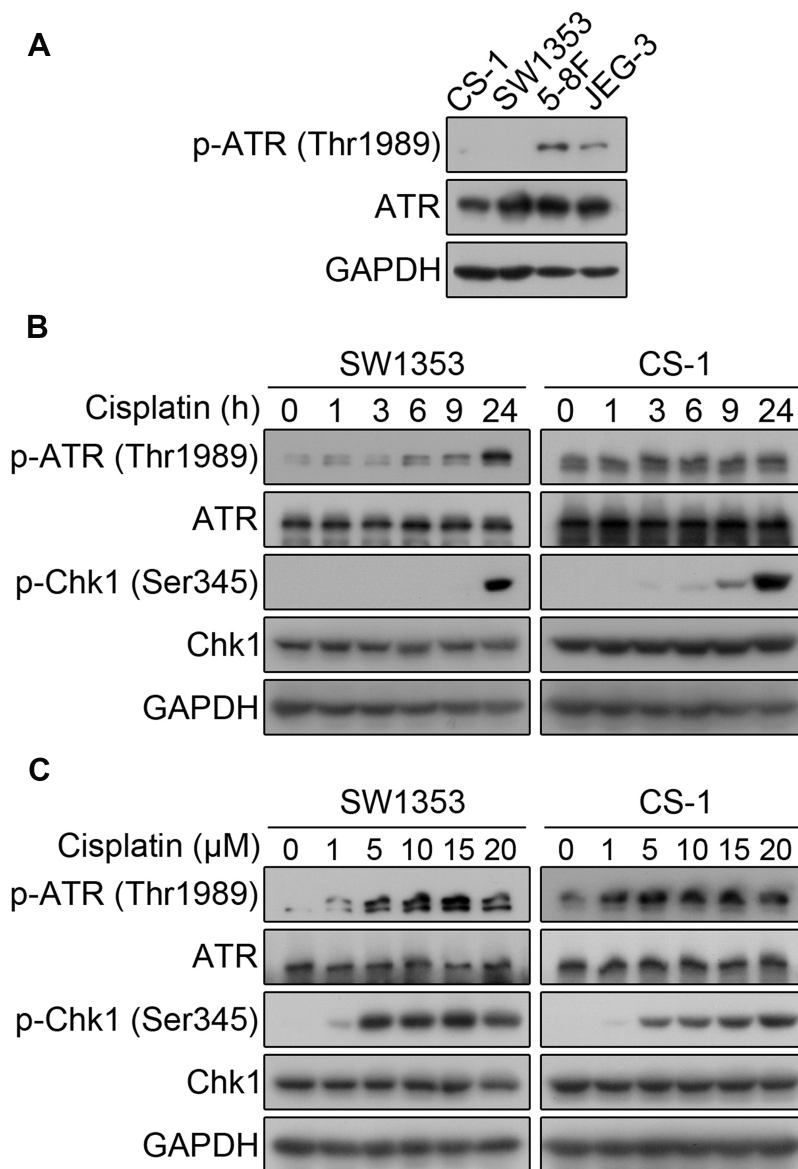 A
CS-1 SW1353 5-8F JEG-3
p-ATR (Thr1989)
ATR
GAPDH
B
SW1353 CS-1
Cisplatin (h) 0 1 3 6 9 24 0 1 3 6 9 24
p-ATR (Thr1989)
ATR
p-Chk1 (Ser345)
Chk1
GAPDH
C
SW1353 CS-1
Cisplatin (µM) 0 1 5 10 15 20 0 1 5 10 15 20
p-ATR (Thr1989)
ATR
p-Chk1 (Ser345)
Chk1
GAPDH